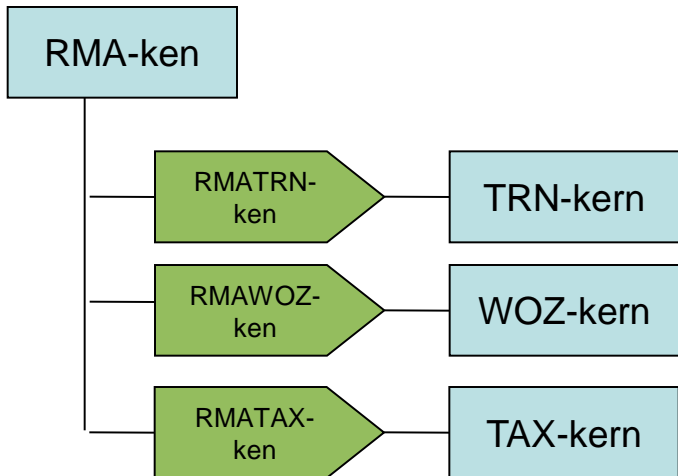 RMA-ken
RMATRN-
ken
TRN-kern
RMAWOZ-
ken
WOZ-kern
RMATAX-
ken
TAX-kern